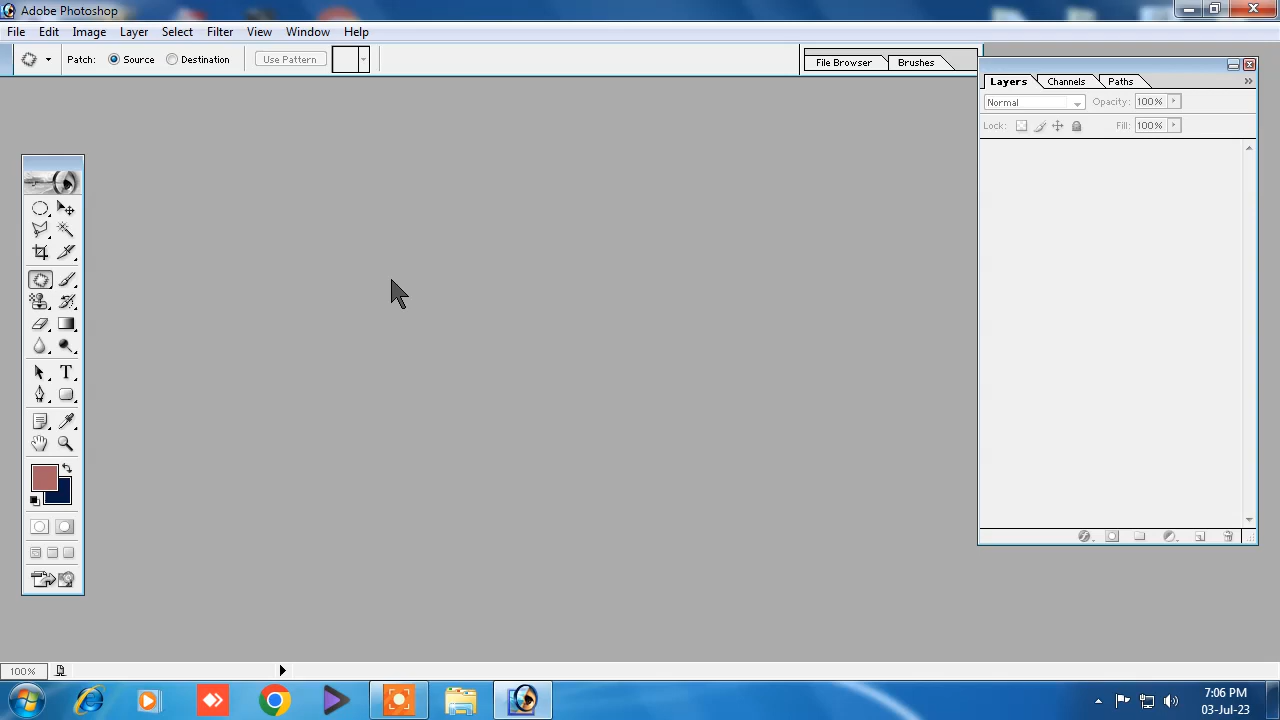 Adobe Photoshop
File Edit Image Layer Select Filter View Window Help
Patch: Source Destination Use Pattern File Browser Brushes
Layers Channels Paths
Normal Opacity: 100%
Lock: Fill: 100%
T
100%
7:06 PM
03-Jul-23